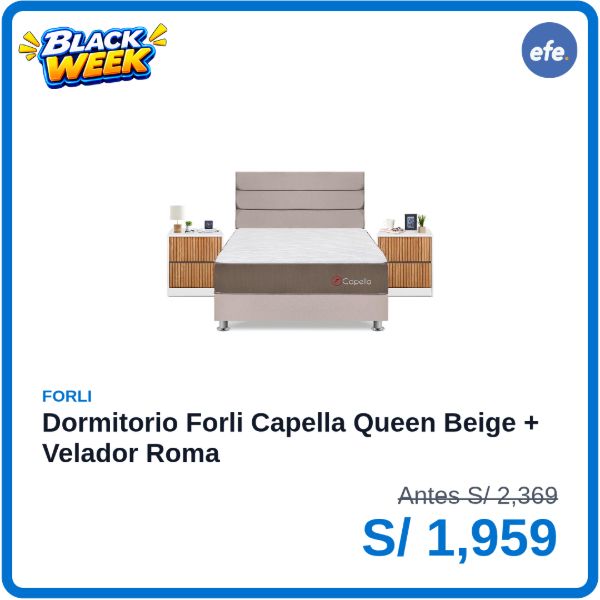 BLACK
WEEK
efe.
Capella
FORLI
Dormitorio Forli Capella Queen Beige +
Velador Roma
Antes S/ 2,369
S/ 1,959